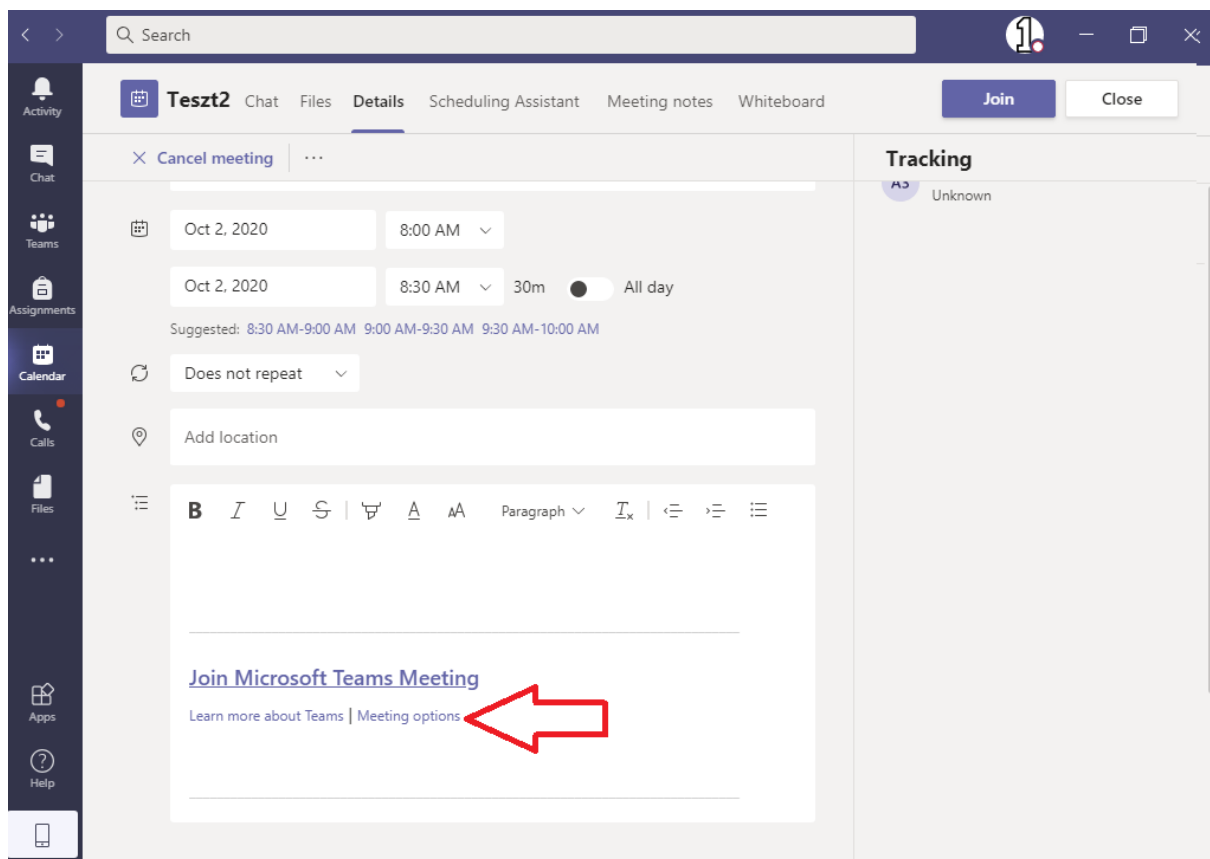 Search
1.
Activity
Chat
Teams
Assignments
Calendar
Calls
Files
Apps
Help
Teszt2 Chat Files Details Scheduling Assistant Meeting notes Whiteboard
Join Close
Cancel meeting ...
Oct 2, 2020 8:00 AM
Oct 2, 2020 8:30 AM 30m All day
Suggested: 8:30 AM-9:00 AM 9:00 AM-9:30 AM 9:30 AM-10:00 AM
Does not repeat
Add location
B I U S A AA Paragraph Tx
Join Microsoft Teams Meeting
Learn more about Teams | Meeting options
Tracking
Unknown